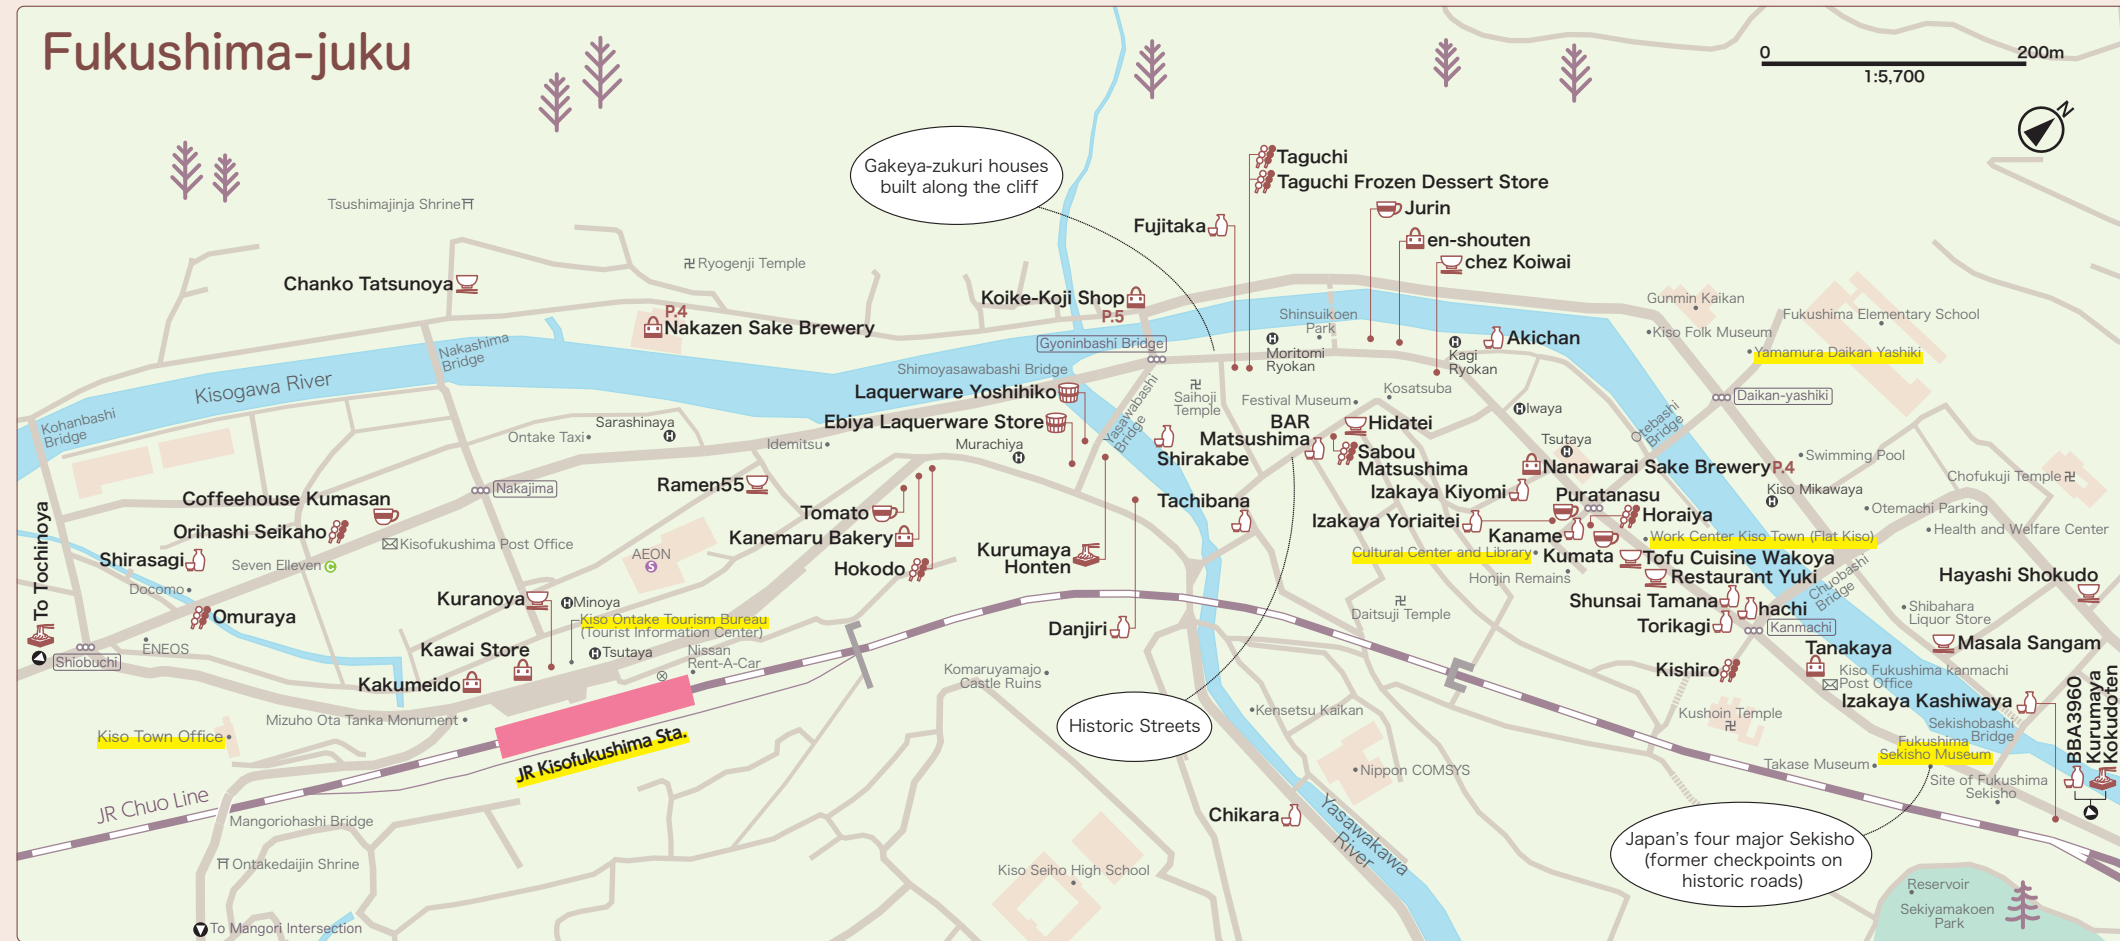 Fukushima-juku
0
200m
1:5,700
N
Gakeya-zukuri houses
built along the cliff
Taguchi
Taguchi Frozen Dessert Store
Jurin
Fujitaka
en-shouten
chez Koiwai
Tsushimajinja Shrine
Ryogenji Temple
Chanko Tatsunoya
Koike-Koji Shop
P.5
P.4
Nakazen Sake Brewery
Gyoninbashi Bridge
Shinsuikoen
Park
Gunmin Kaikan
Kiso Folk Museum
Fukushima Elementary School
Yamamura Daikan Yashiki
Nakashima
Bridge
Moritomi
Ryokan
Kagi
Ryokan
Akichan
Kisogawa River
Shimoyasawabashi Bridge
Laquerware Yoshihiko
Ebiya Laquerware Store
Yasawabashi
Bridge
Saihoji
Temple
Kosatsuba
Festival Museum
Daikan-yashiki
Kohanbashi
Bridge
Sarashinaya
Ontake Taxi
Idemitsu
Murachiya
Shirakabe
BAR
Matsushima
Hidatei
Sabou
Matsushima
Iwaya
Tsutaya
Otebashi
Bridge
Nanawarai Sake Brewery
P.4
Swimming Pool
Chofukuji Temple
Nakajima
Ramen55
Coffeehouse Kumasan
Orihashi Seikaho
Tomato
Kanemaru Bakery
Hokodo
Tachibana
Izakaya Kiyomi
Puratanasu
Kiso Mikawaya
Otemachi Parking
Izakaya Yoriaitei
Horaiya
Kaname
Health and Welfare Center
Work Center Kiso Town (Flat Kiso)
Cultural Center and Library
Kumata
Tofu Cuisine Wakoya
Kisofukushima Post Office
AEON
S
Kurumaya
Honten
Shirasagi
Seven Elleven
C
Docomo
Omuraya
Honjin Remains
Restaurant Yuki
Chuobashi
Bridge
Hayashi Shokudo
To Tochinoya
Kuranoya
Minoya
Kiso Ontake Tourism Bureau
(Tourist Information Center)
Tsutaya
Danjiri
Daitsuji Temple
Shunsai Tamana
hachi
Torikagi
Kanmachi
Shibahara
Liquor Store
Masala Sangam
Shiobuchi
ENEOS
Kawai Store
Nissan
Rent-A-Car
Kakumeido
Komaruyamajo
Castle Ruins
Kishiro
Tanakaya
Kiso Fukushima kanmachi
Post Office
Izakaya Kashiwaya
Mizuho Ota Tanka Monument
Kiso Town Office
JR Kisofukushima Sta.
Historic Streets
Kensetsu Kaikan
Kushoin Temple
Sekishobashi
Bridge
Fukushima
Sekisho Museum
Takase Museum
Site of Fukushima
Sekisho
BBA3960
Kurumaya
Kokudoten
Nippon COMSYS
JR Chuo Line
Mangoriohashi Bridge
Chikara
Yasawakawa
River
Japan's four major Sekisho
(former checkpoints on
historic roads)
Ontakedaijin Shrine
Kiso Seiho High School
Reservoir
Sekiyamakoen
Park
To Mangori Intersection